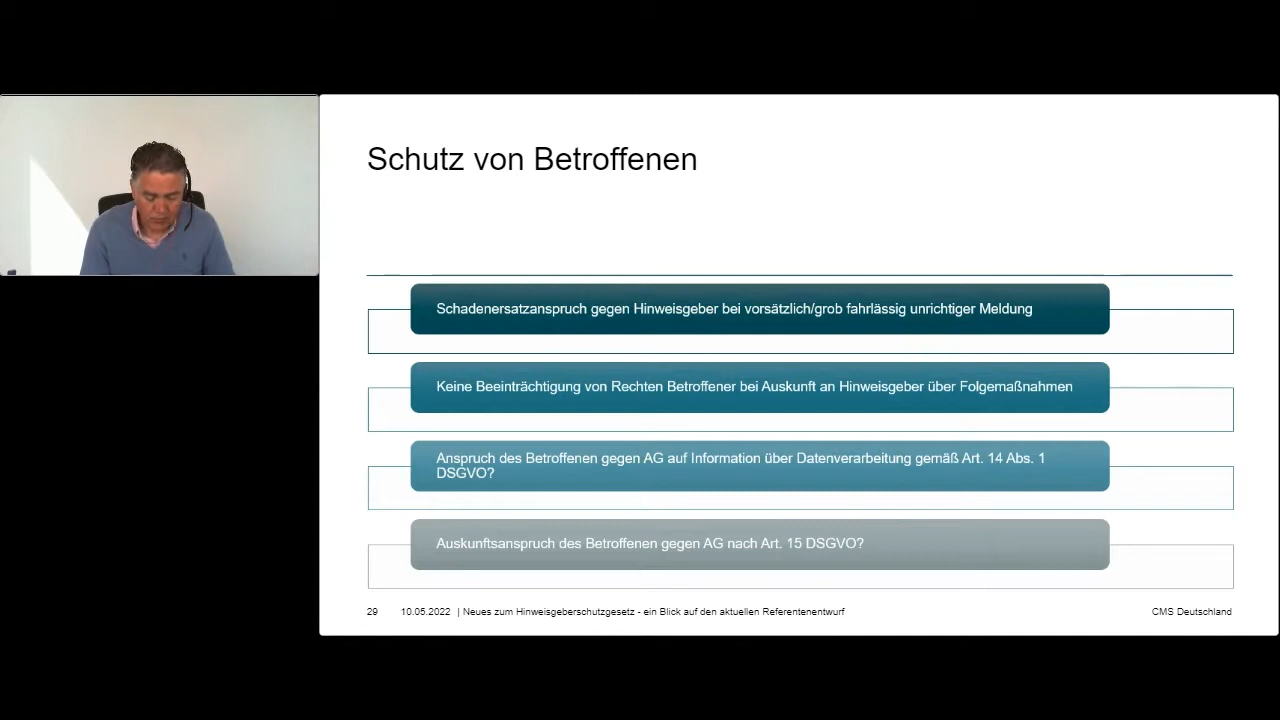 Schutz von Betroffenen
Schadenersatzanspruch gegen Hinweisgeber bei vorsätzlich/grob fahrlässig unrichtiger Meldung
Keine Beeinträchtigung von Rechten Betroffener bei Auskunft an Hinweisgeber über Folgemaßnahmen
Anspruch des Betroffenen gegen AG auf Information über Datenverarbeitung gemäß Art. 14 Abs. 1
DSGVO?
Auskunftsanspruch des Betroffenen gegen AG nach Art. 15 DSGVO?
29 10.05.2022 | Neues zum Hinweisgeberschutzgesetz - ein Blick auf den aktuellen Referentenentwurf CMS Deutschland